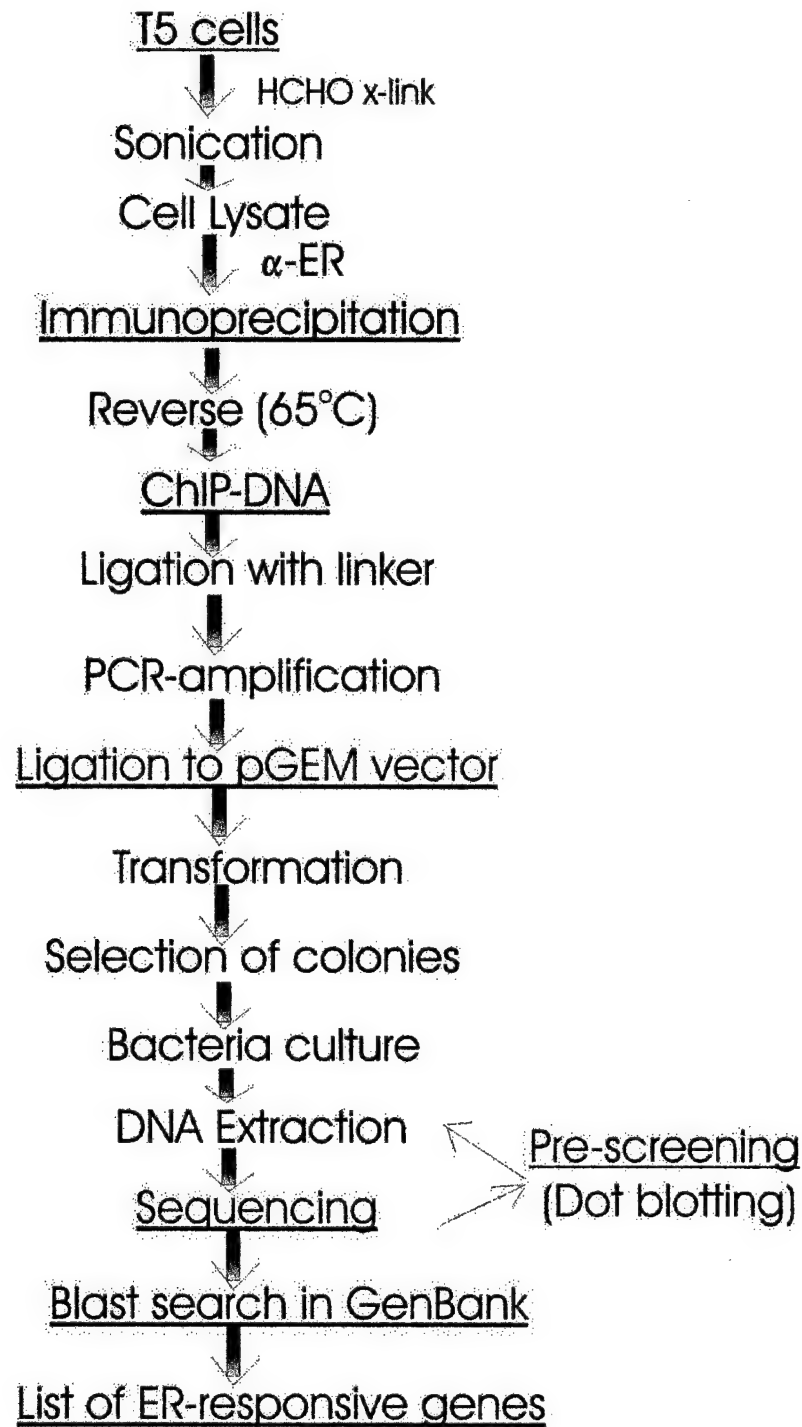 T5 cells
HCHO x-link
Sonication
Cell Lysate
α-ER
Immunoprecipitation
Reverse (65°C)
ChIP-DNA
Ligation with linker
PCR-amplification
Ligation to pGEM vector
Transformation
Selection of colonies
Bacteria culture
DNA Extraction
Pre-screening
(Dot blotting)
Sequencing
Blast search in GenBank
List of ER-responsive genes